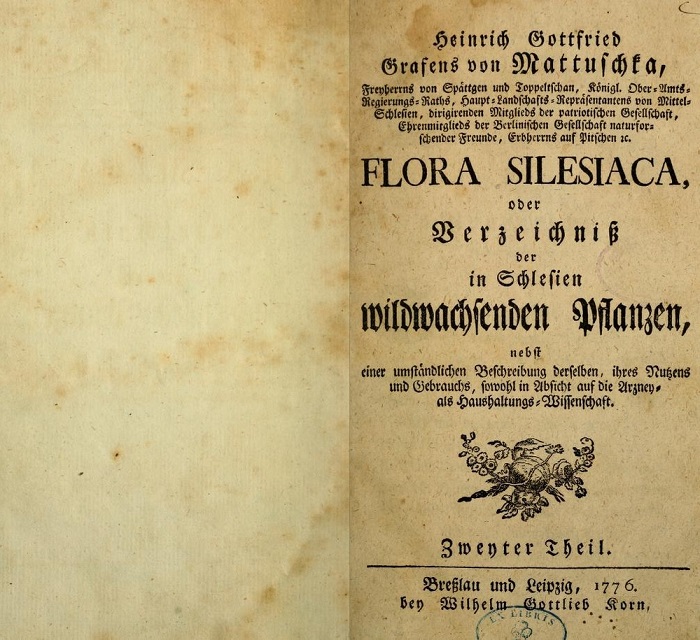 Heinrich Gottfried
Grafens von Mattuschka,
Freyherrns von Spättgen und Toppeltschan, Königl. Ober-Amts-
Regierungs-Raths, Haupt-Landschafts-Repräsentantens von Mittel-
Schlesien, dirigirenden Mitglieds der patriotischen Gesellschaft,
Ehrenmitglieds der Berlinischen Gesellschaft naturfor-
schender Freunde, Erbherrns auf Pitschen ꝛc.
FLORA SILESIACA,
oder
Verzeichniß
der
in Schlesien
wildwachsenden Pflanzen,
nebst
einer umständlichen Beschreibung derselben, ihres Nutzens
und Gebrauchs, sowohl in Absicht auf die Arzney-
als Haushaltungs-Wissenschaft.
Zweyter Theil.
Breßlau und Leipzig, 1776.
bey Wilhelm Gottlieb Korn,
EX LIBRIS